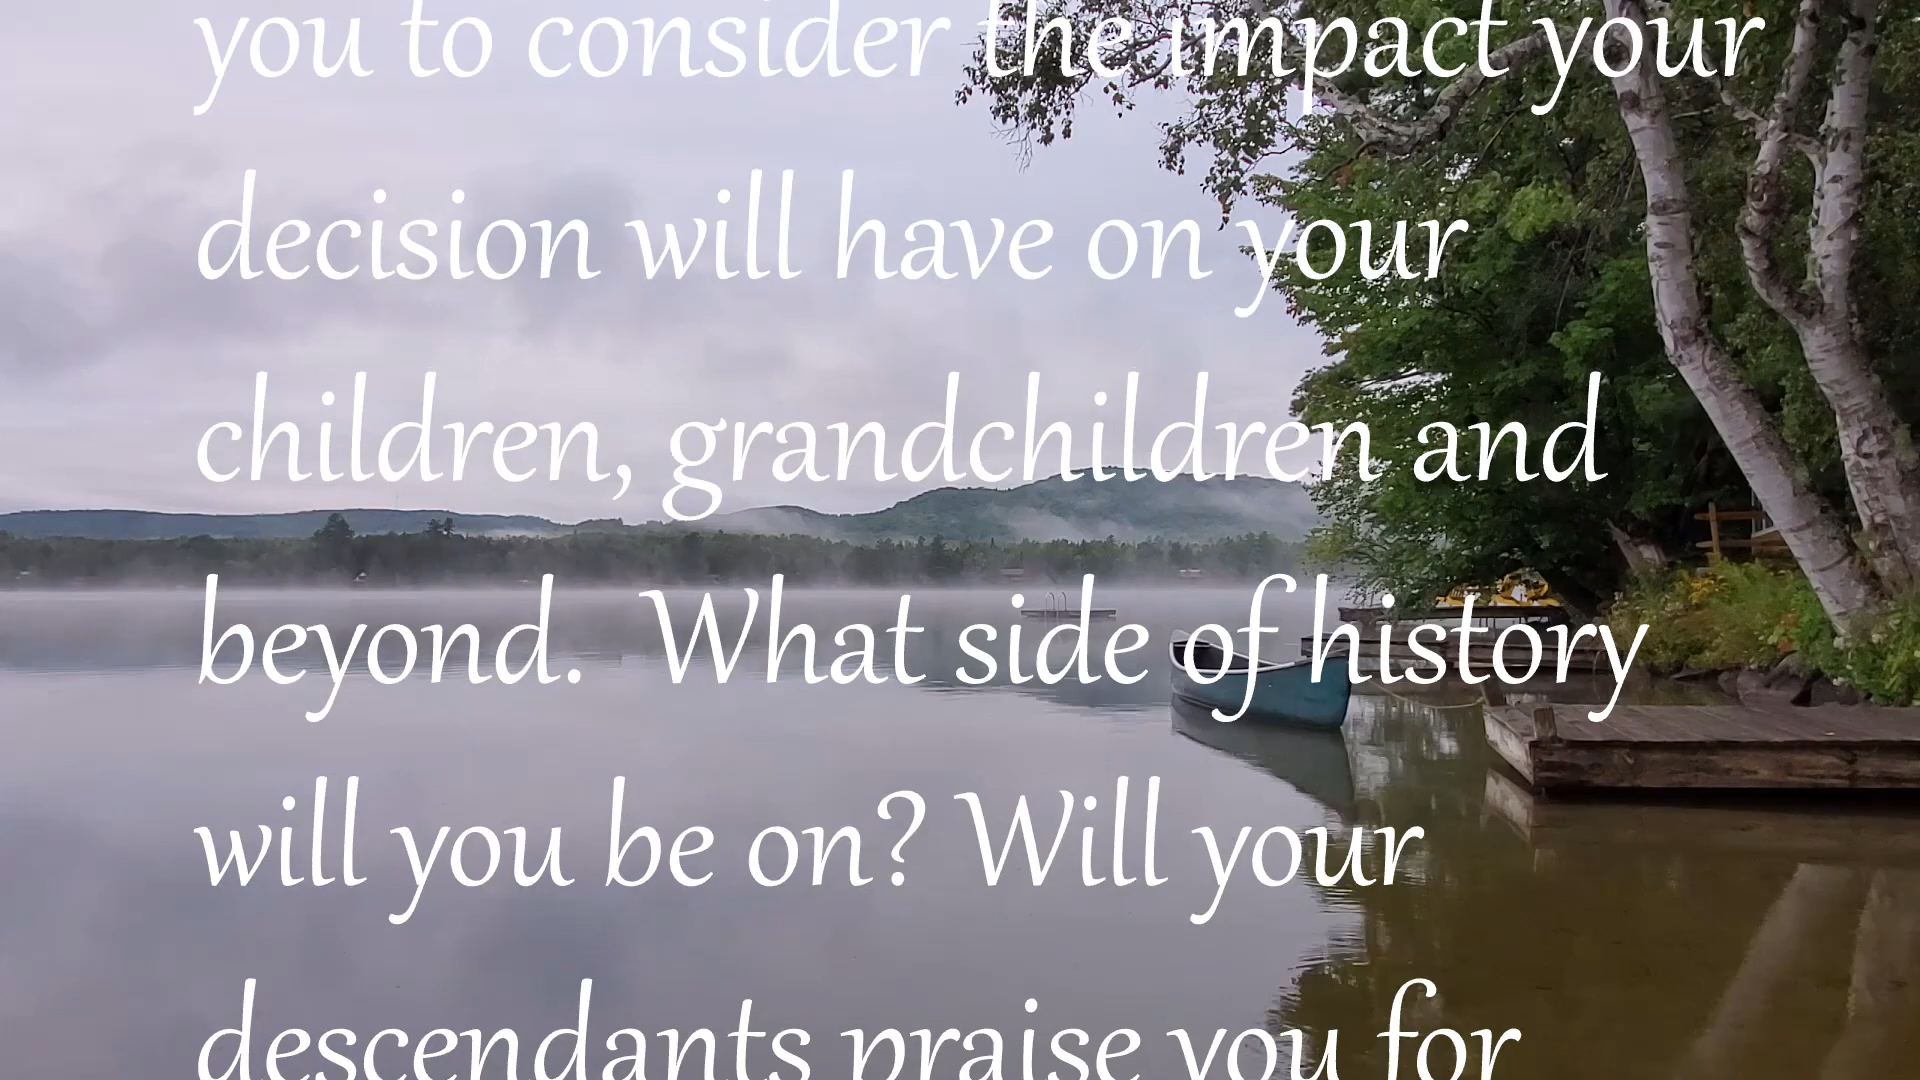 you to consider the impact your
decision will have on your
children, grandchildren and
beyond.  What side of history
will you be on? Will your
descendants praise you for